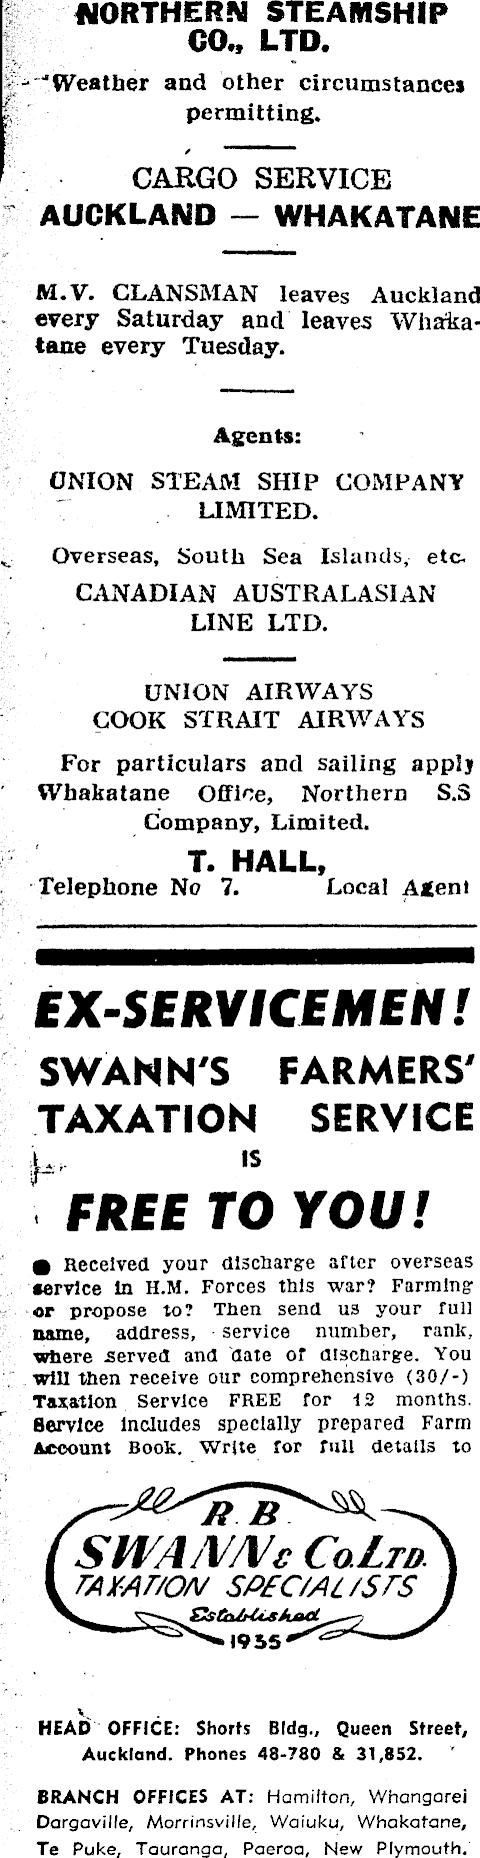 NORTHERN STEAMSHIP
CO., LTD.
Weather and other circumstances
permitting.
CARGO SERVICE
AUCKLAND — WHAKATANE
M.V. CLANSMAN leaves Auckland
every Saturday and leaves Whaka-
tane every Tuesday.
Agents:
UNION STEAM SHIP COMPANY
LIMITED.
Overseas, South Sea Islands, etc.
CANADIAN AUSTRALASIAN
LINE LTD.
UNION AIRWAYS
COOK STRAIT AIRWAYS
For particulars and sailing apply
Whakatane Office, Northern S.S
Company, Limited.
T. HALL,
Telephone No 7. Local Agent
EX-SERVICEMEN!
SWANN'S FARMERS'
TAXATION SERVICE
IS
FREE TO YOU!
● Received your discharge after overseas
service in H.M. Forces this war? Farming
or propose to? Then send us your full
name, address, service number, rank,
where served and date of discharge. You
will then receive our comprehensive (30/-)
Taxation Service FREE for 12 months.
Service includes specially prepared Farm
Account Book. Write for full details to
R. B.
SWANN & Co. LTD.
TAXATION SPECIALISTS
Established
1935
HEAD OFFICE: Shorts Bldg., Queen Street,
Auckland. Phones 48-780 & 31,852.
BRANCH OFFICES AT: Hamilton, Whangarei
Dargaville, Morrinsville, Waiuku, Whakatane,
Te Puke, Tauranga, Paeroa, New Plymouth.